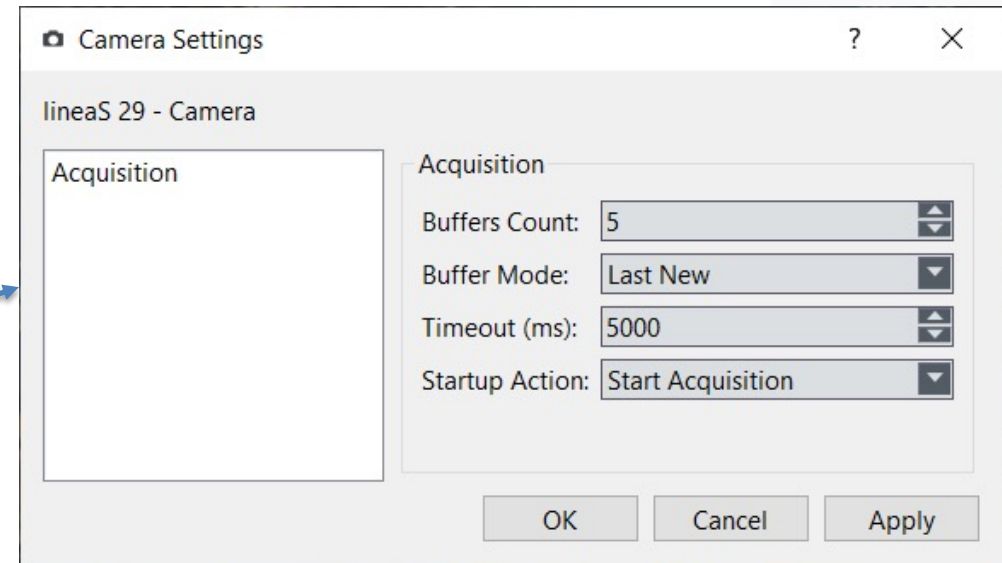 Camera Settings
?
lineaS 29 - Camera
Acquisition
Acquisition
Buffers Count: 5
Buffer Mode: Last New
Timeout (ms): 5000
Startup Action: Start Acquisition
OK Cancel Apply